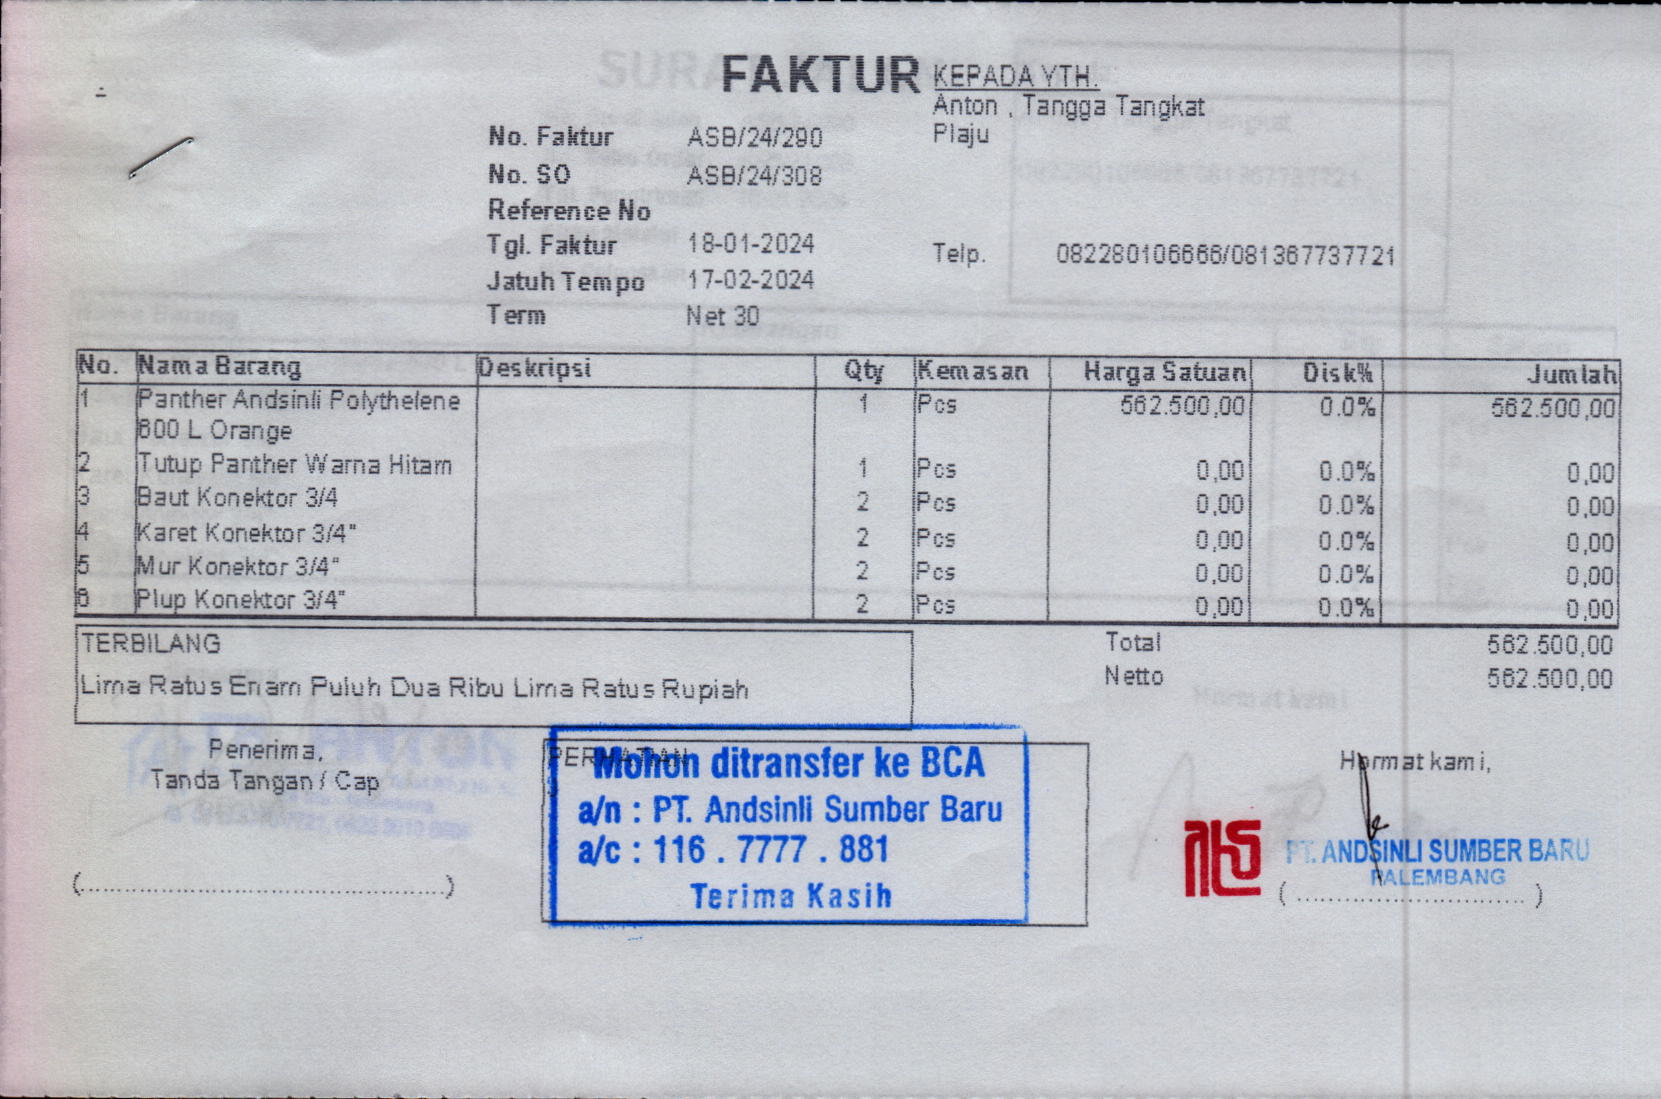 FAKTUR
KEPADA YTH.
Anton , Tangga Tangkat
Plaju
No. Faktur ASB/24/290
No. SO ASB/24/308
Reference No
Tgl. Faktur 18-01-2024
Telp. 082280106666/081367737721
Jatuh Tempo 17-02-2024
Term Net 30
No. Nama Barang Deskripsi Qty Kemasan Harga Satuan Disk% Jumlah
1 Panther Andsinli Polythelene 1 Pcs 562.500,00 0.0% 562.500,00
600 L Orange
2 Tutup Panther Warna Hitam 1 Pcs 0,00 0.0% 0,00
3 Baut Konektor 3/4 2 Pcs 0,00 0.0% 0,00
4 Karet Konektor 3/4" 2 Pcs 0,00 0.0% 0,00
5 Mur Konektor 3/4" 2 Pcs 0,00 0.0% 0,00
6 Plup Konektor 3/4" 2 Pcs 0,00 0.0% 0,00
TERBILANG
Lima Ratus Enam Puluh Dua Ribu Lima Ratus Rupiah
Total 562.500,00
Netto 562.500,00
Penerima,
Tanda Tangan / Cap
(...............................................)
PERHATIAN
Mohon ditransfer ke BCA
a/n : PT. Andsinli Sumber Baru
a/c : 116 . 7777 . 881
Terima Kasih
Hormat kami,
PT. ANDSINLI SUMBER BARU
PALEMBANG
(..............................)